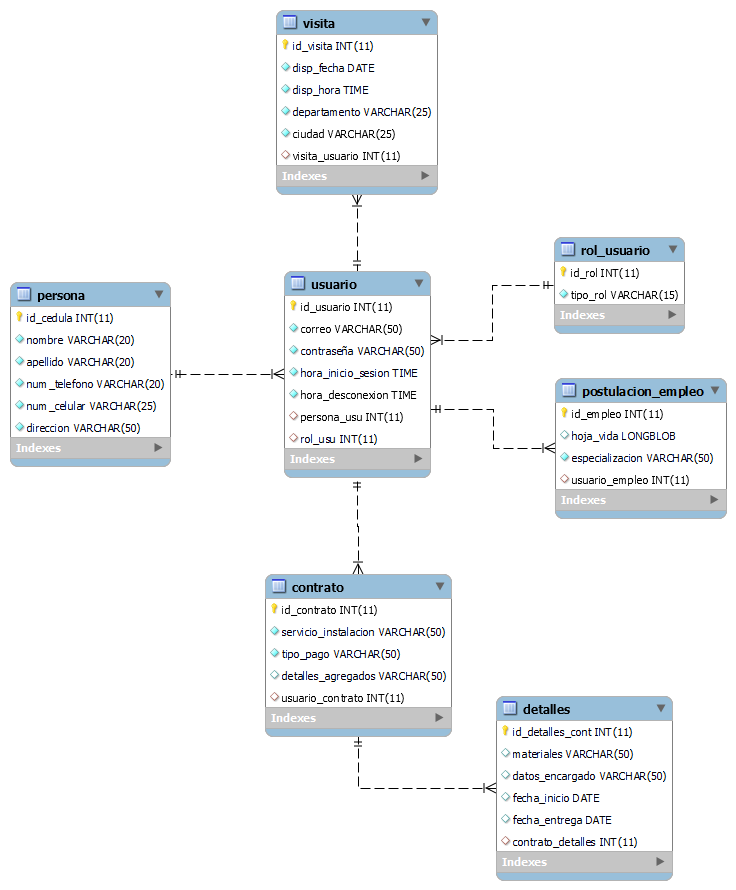 visita
id_visita INT(11)
disp_fecha DATE
disp_hora TIME
departamento VARCHAR(25)
ciudad VARCHAR(25)
visita_usuario INT(11)
Indexes
rol_usuario
id_rol INT(11)
tipo_rol VARCHAR(15)
Indexes
persona
id_cedula INT(11)
nombre VARCHAR(20)
apellido VARCHAR(20)
num_telefono VARCHAR(20)
num_celular VARCHAR(25)
direccion VARCHAR(50)
Indexes
usuario
id_usuario INT(11)
correo VARCHAR(50)
contraseña VARCHAR(50)
hora_inicio_sesion TIME
hora_desconexion TIME
persona_usu INT(11)
rol_usu INT(11)
Indexes
postulacion_empleo
id_empleo INT(11)
hoja_vida LONGBLOB
especializacion VARCHAR(50)
usuario_empleo INT(11)
Indexes
contrato
id_contrato INT(11)
servicio_instalacion VARCHAR(50)
tipo_pago VARCHAR(50)
detalles_agregados VARCHAR(50)
usuario_contrato INT(11)
Indexes
detalles
id_detalles_cont INT(11)
materiales VARCHAR(50)
datos_encargado VARCHAR(50)
fecha_inicio DATE
fecha_entrega DATE
contrato_detalles INT(11)
Indexes